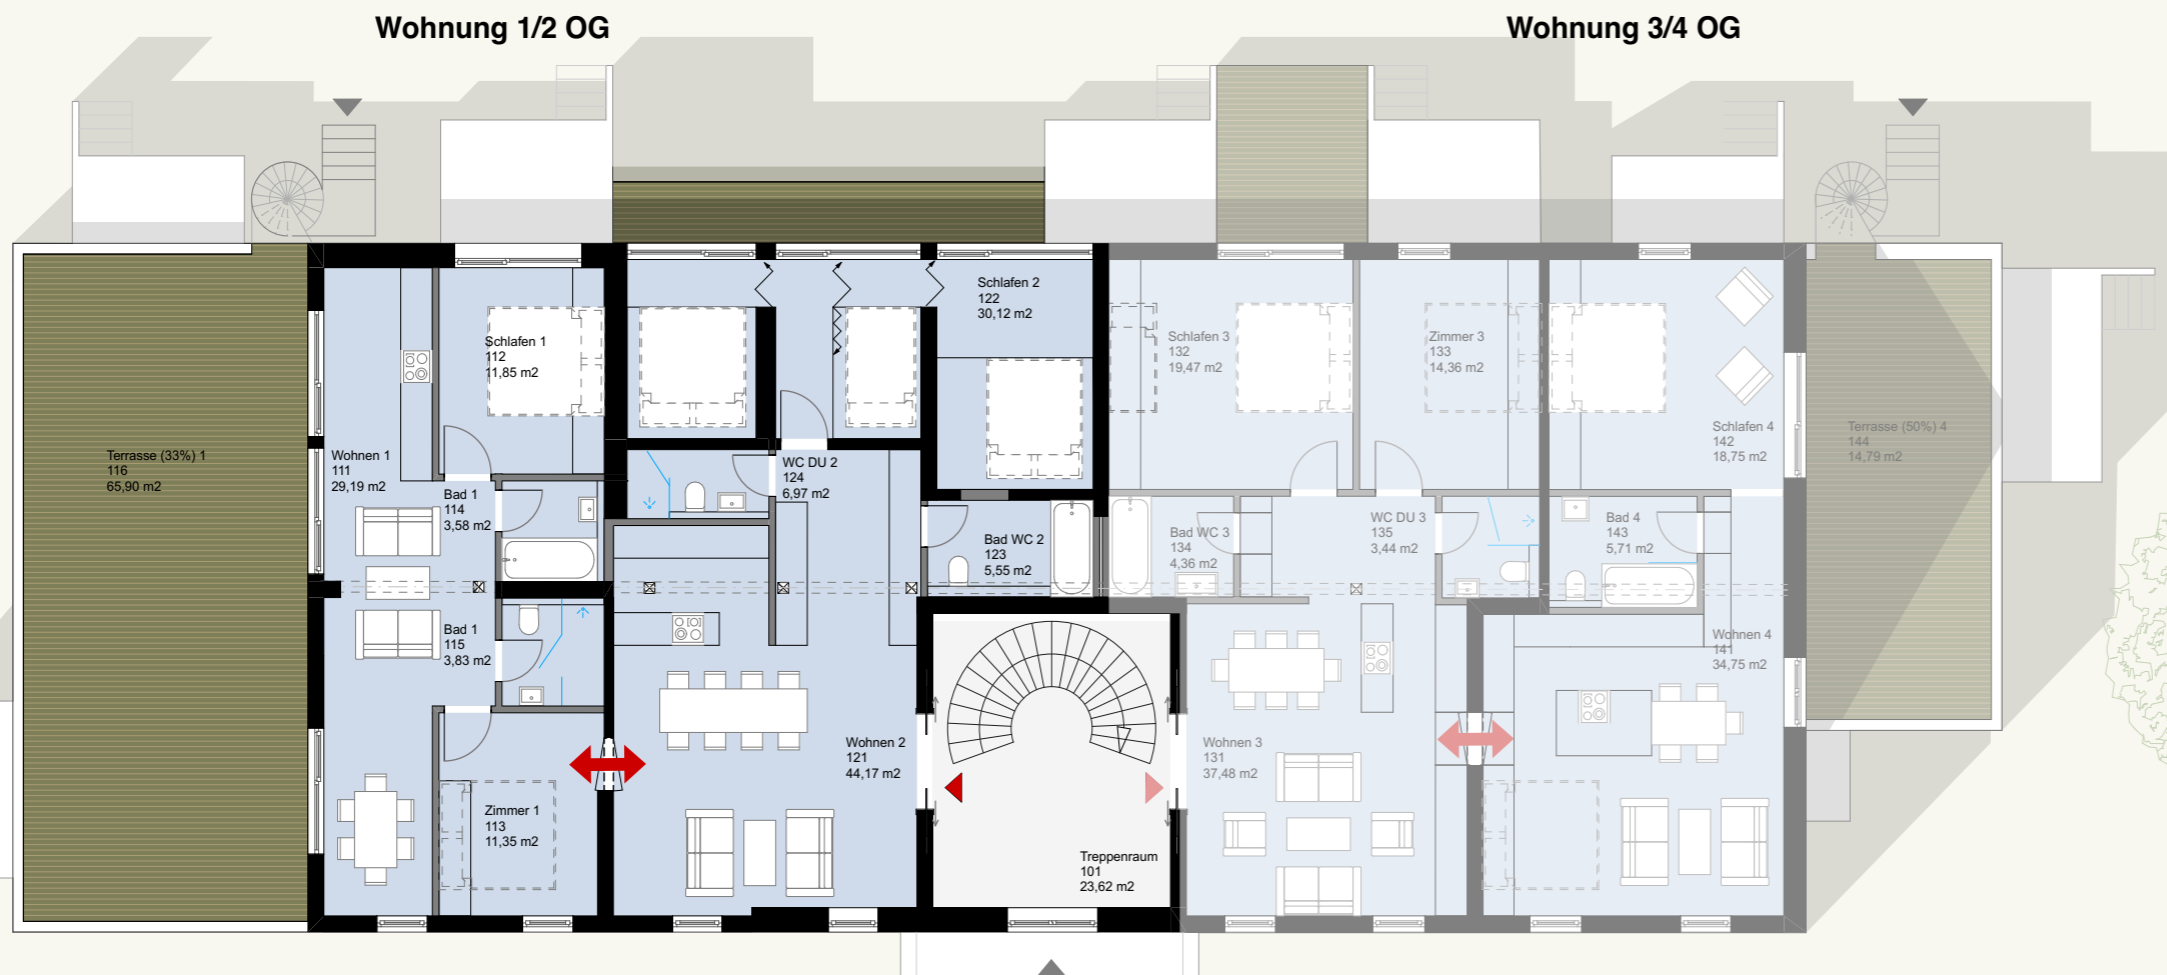 Wohnung 1/2 OG
Wohnung 3/4 OG
Terrasse (33%) 1
116
65,90 m2
Wohnen 1
111
29,19 m2
Schlafen 1
112
11,85 m2
Bad 1
114
3,58 m2
Bad 1
115
3,83 m2
Zimmer 1
113
11,35 m2
WC DU 2
124
6,97 m2
Schlafen 2
122
30,12 m2
Bad WC 2
123
5,55 m2
Wohnen 2
121
44,17 m2
Treppenraum
101
23,62 m2
Schlafen 3
132
19,47 m2
Zimmer 3
133
14,36 m2
Bad WC 3
134
4,36 m2
WC DU 3
135
3,44 m2
Wohnen 3
131
37,48 m2
Schlafen 4
142
18,75 m2
Bad 4
143
5,71 m2
Wohnen 4
141
34,75 m2
Terrasse (50%) 4
144
14,79 m2